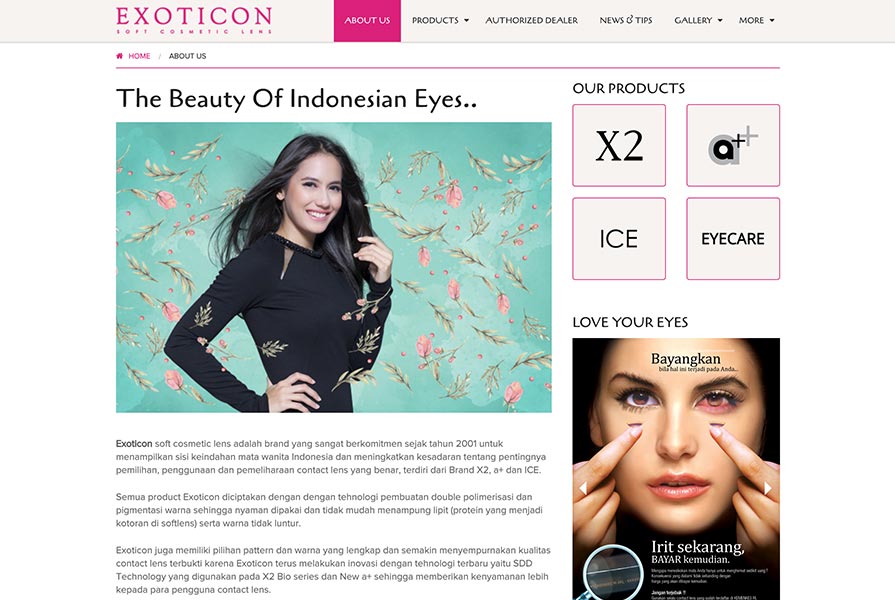 EXOTICON
SOFT COSMETIC LENS
ABOUT US
PRODUCTS
AUTHORIZED DEALER
NEWS & TIPS
GALLERY
MORE
HOME / ABOUT US
The Beauty Of Indonesian Eyes..
Exoticon soft cosmetic lens adalah brand yang sangat berkomitmen sejak tahun 2001 untuk
menampilkan sisi keindahan mata wanita Indonesia dan meningkatkan kesadaran tentang pentingnya
pemilihan, penggunaan dan pemeliharaan contact lens yang benar, terdiri dari Brand X2, a+ dan ICE.
Semua product Exoticon diciptakan dengan dengan tehnologi pembuatan double polimerisasi dan
pigmentasi warna sehingga nyaman dipakai dan tidak mudah menampung lipit (protein yang menjadi
kotoran di softlens) serta warna tidak luntur.
Exoticon juga memiliki pilihan pattern dan warna yang lengkap dan semakin menyempurnakan kualitas
contact lens terbukti karena Exoticon terus melakukan inovasi dengan tehnologi terbaru yaitu SDD
Technology yang digunakan pada X2 Bio series dan New a+ sehingga memberikan kenyamanan lebih
kepada para pengguna contact lens.
OUR PRODUCTS
X2
a++
ICE
EYECARE
LOVE YOUR EYES
Bayangkan
bila hal ini terjadi pada Anda...
Irit sekarang,
BAYAR kemudian.
Jangan terjebak !!